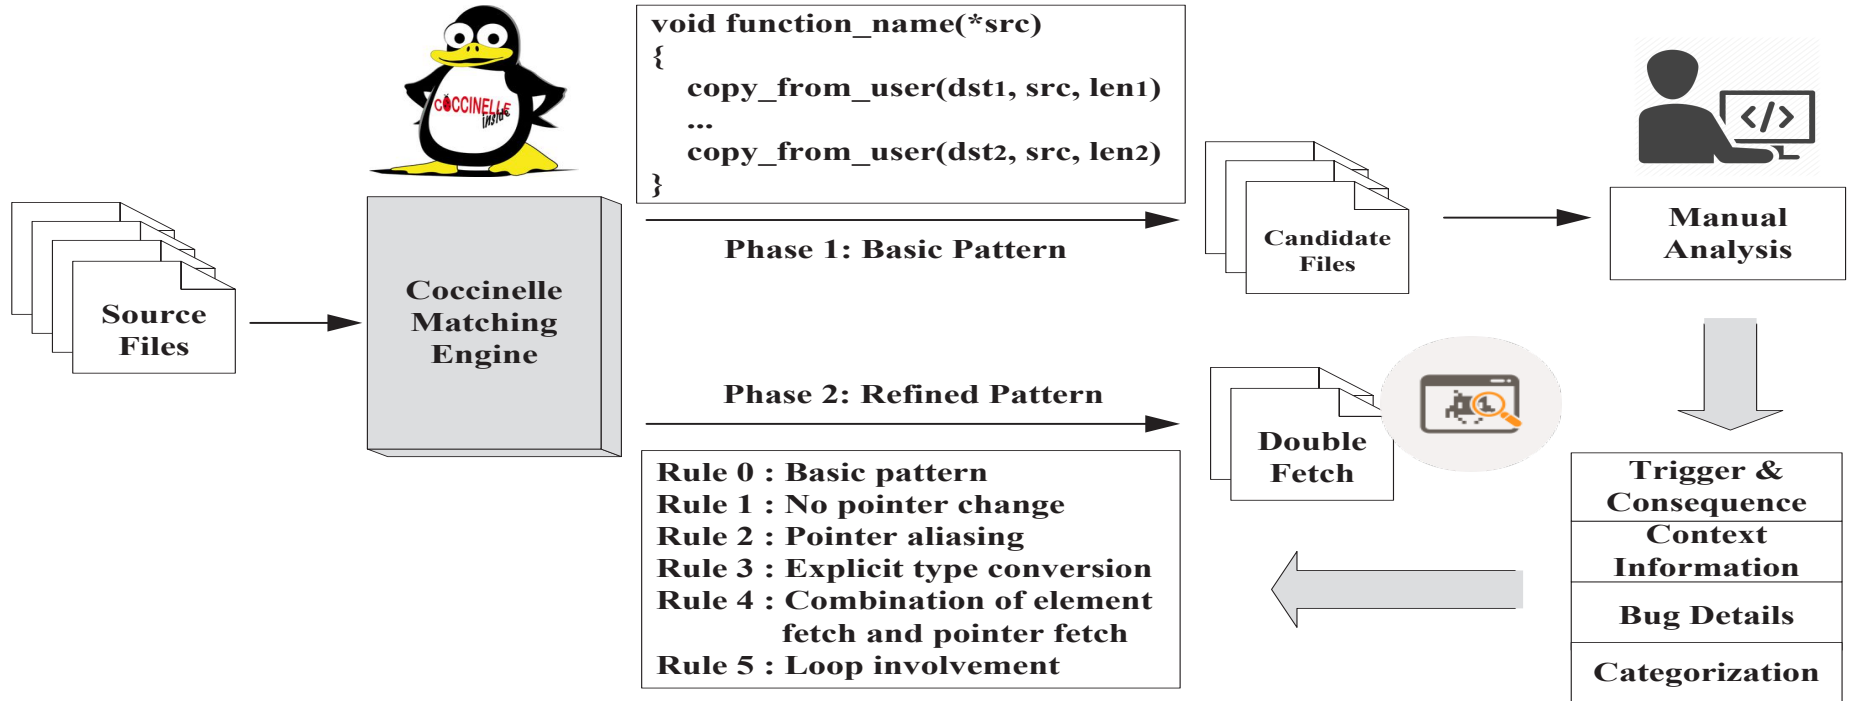 void function_name(*src)
{
copy_from_user(dst1, src, len1)
...
copy_from_user(dst2, src, len2)
}
COCCINELLE
inside
Source
Files
Coccinelle
Matching
Engine
Phase 1: Basic Pattern
Candidate
Files
</>
Manual
Analysis
Phase 2: Refined Pattern
Double
Fetch
Rule 0 : Basic pattern
Rule 1 : No pointer change
Rule 2 : Pointer aliasing
Rule 3 : Explicit type conversion
Rule 4 : Combination of element
fetch and pointer fetch
Rule 5 : Loop involvement
Trigger &
Consequence
Context
Information
Bug Details
Categorization